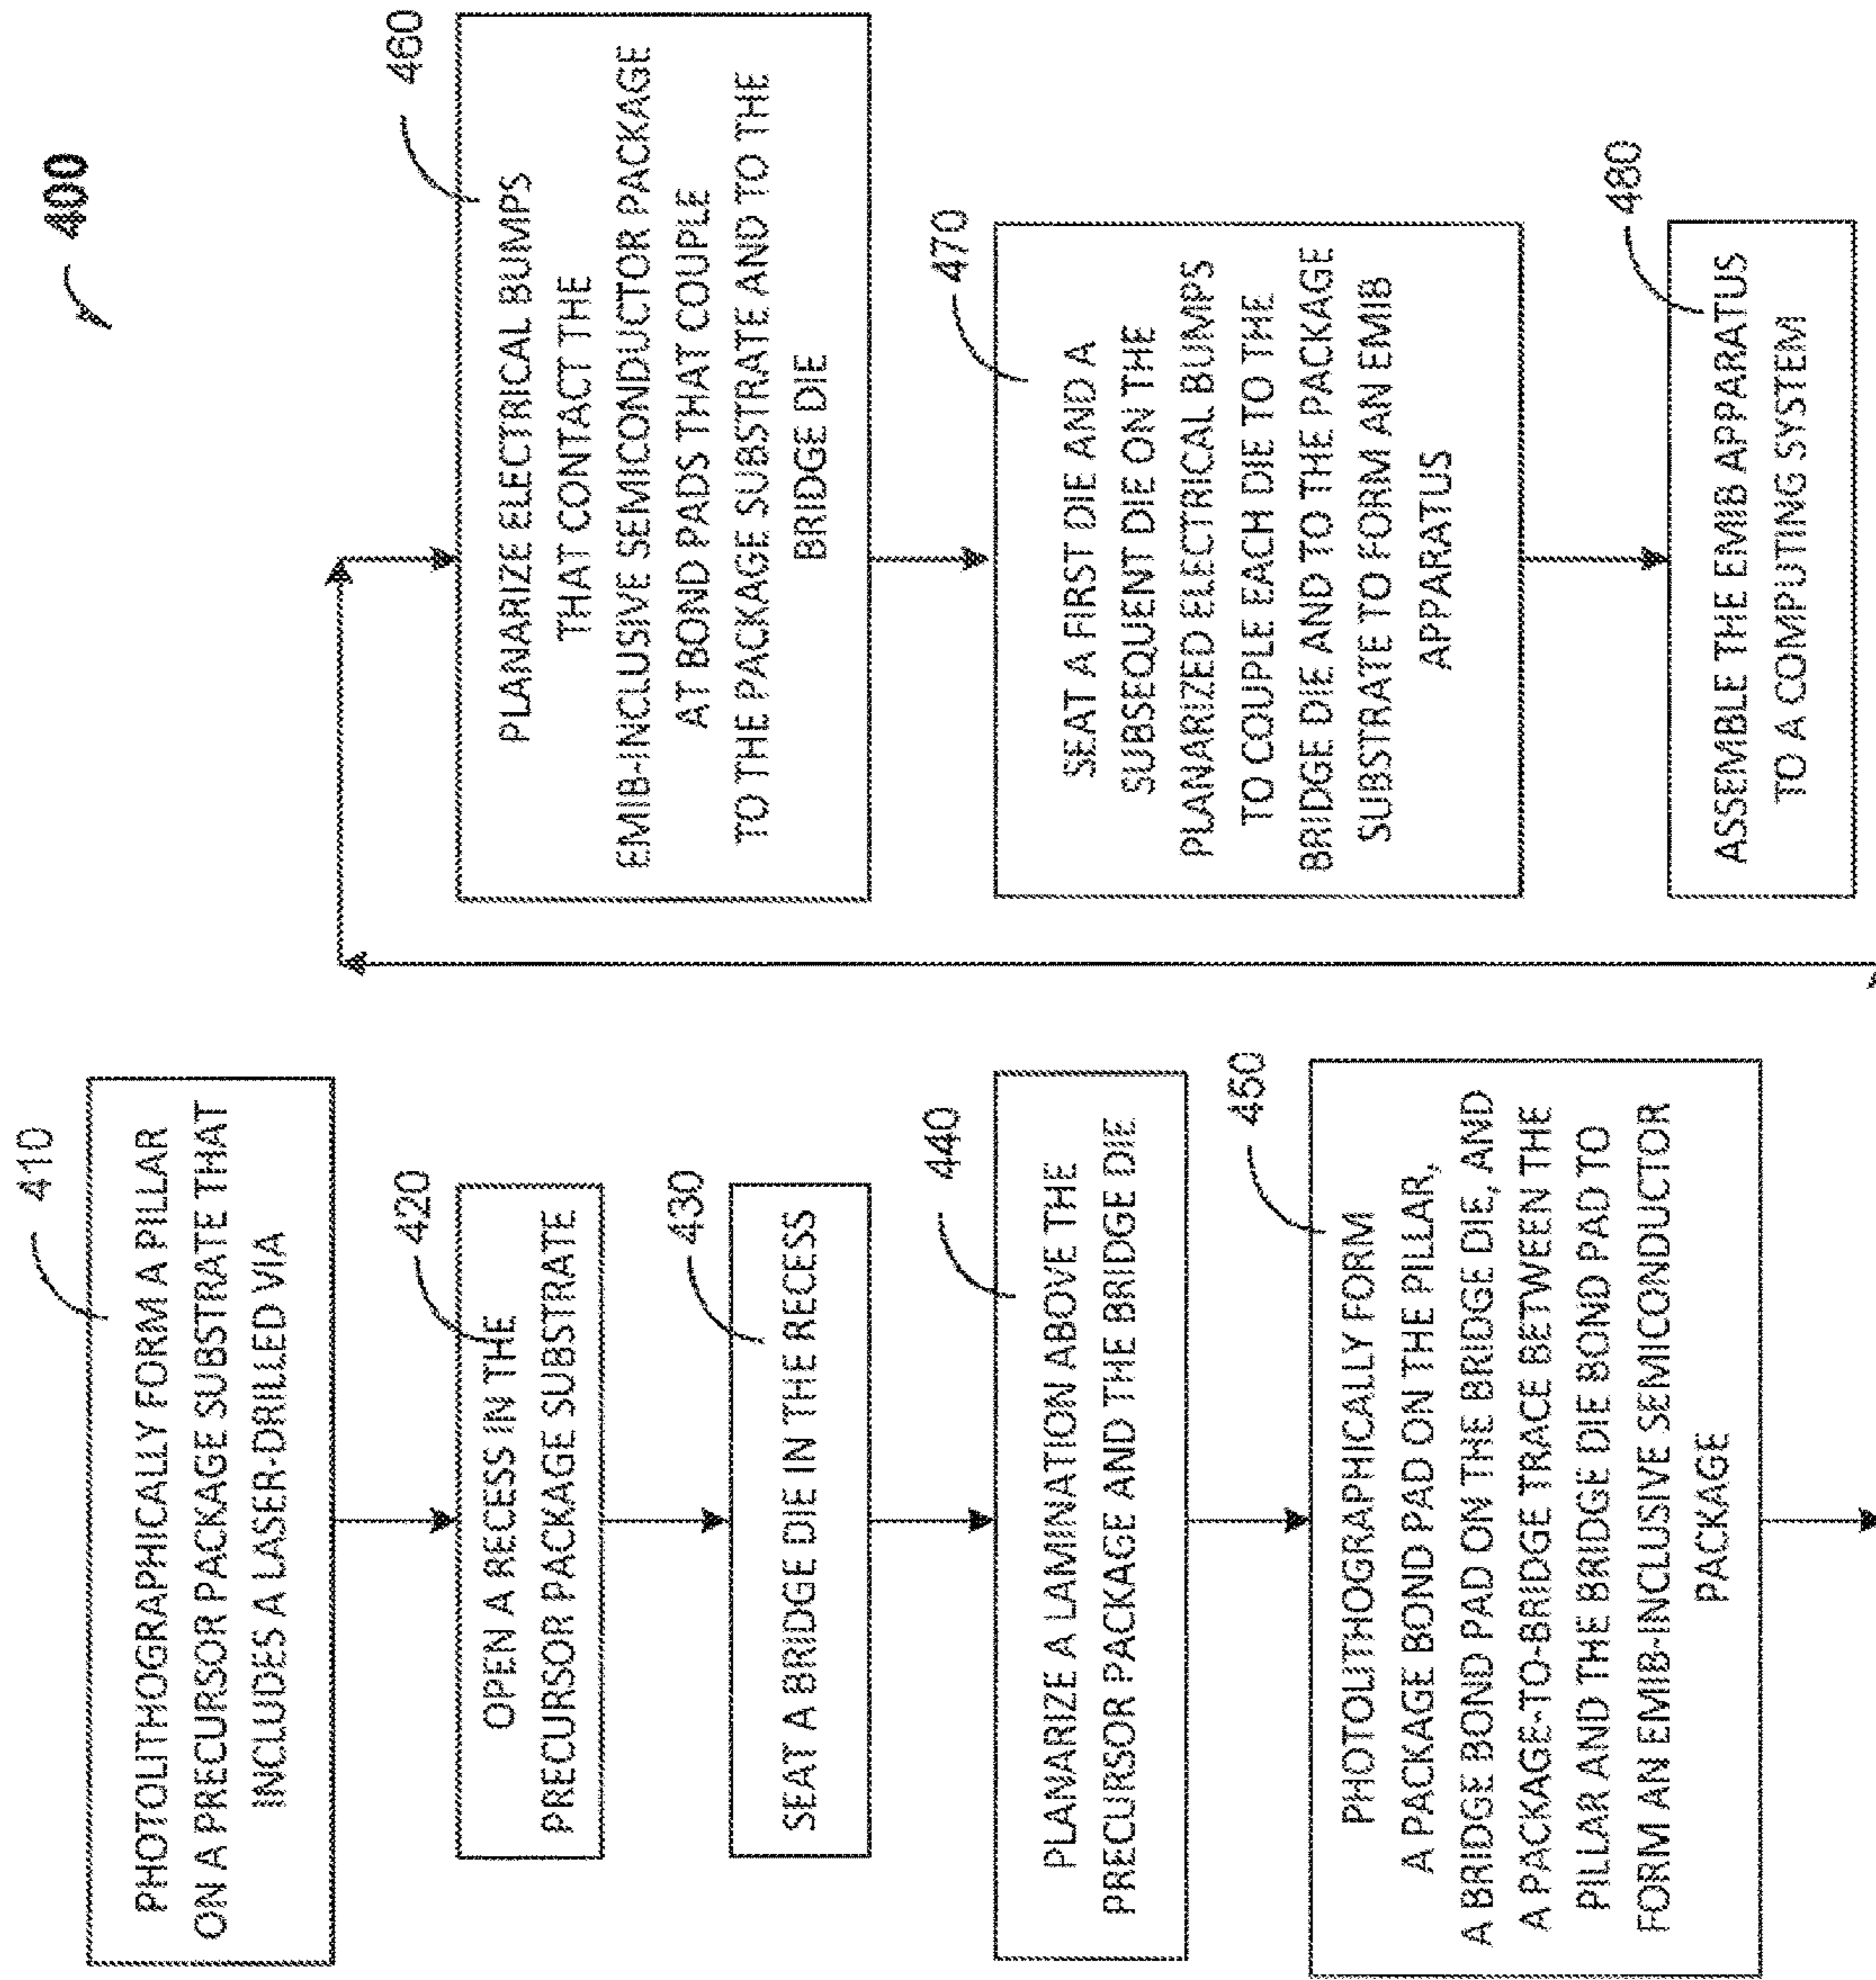 400
410
PHOTOLITHOGRAPHICALLY FORM A PILLAR
ON A PRECURSOR PACKAGE SUBSTRATE THAT
INCLUDES A LASER-DRILLED VIA
420
OPEN A RECESS IN THE
PRECURSOR PACKAGE SUBSTRATE
430
SEAT A BRIDGE DIE IN THE RECESS
440
PLANARIZE A LAMINATION ABOVE THE
PRECURSOR PACKAGE AND THE BRIDGE DIE
450
PHOTOLITHOGRAPHICALLY FORM
A PACKAGE BOND PAD ON THE PILLAR,
A BRIDGE BOND PAD ON THE BRIDGE DIE, AND
A PACKAGE-TO-BRIDGE TRACE BETWEEN THE
PILLAR AND THE BRIDGE DIE BOND PAD TO
FORM AN EMIB-INCLUSIVE SEMICONDUCTOR
PACKAGE
460
PLANARIZE ELECTRICAL BUMPS
THAT CONTACT THE
EMIB-INCLUSIVE SEMICONDUCTOR PACKAGE
AT BOND PADS THAT COUPLE
TO THE PACKAGE SUBSTRATE AND TO THE
BRIDGE DIE
470
SEAT A FIRST DIE AND A
SUBSEQUENT DIE ON THE
PLANARIZED ELECTRICAL BUMPS
TO COUPLE EACH DIE TO THE
BRIDGE DIE AND TO THE PACKAGE
SUBSTRATE TO FORM AN EMIB
APPARATUS
480
ASSEMBLE THE EMIB APPARATUS
TO A COMPUTING SYSTEM